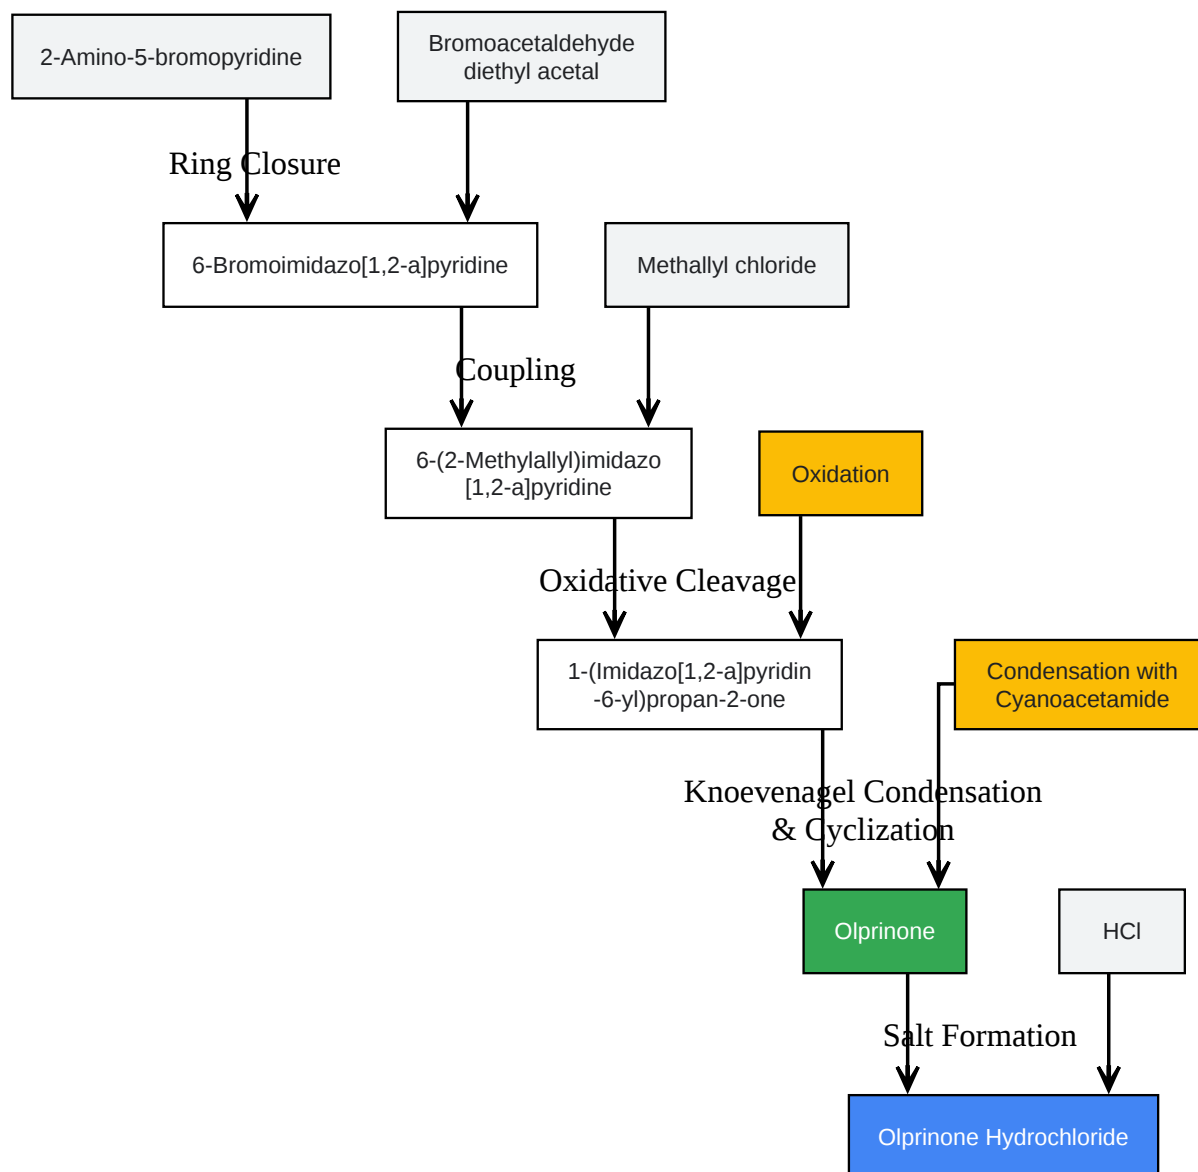 2-Amino-5-bromopyridine
Bromoacetaldehyde
diethyl acetal
Ring Closure
6-Bromoimidazo[1,2-a]pyridine
Methallyl chloride
Coupling
6-(2-Methylallyl)imidazo
[1,2-a]pyridine
Oxidation
Oxidative Cleavage
1-(Imidazo[1,2-a]pyridin
-6-yl)propan-2-one
Condensation with
Cyanoacetamide
Knoevenagel Condensation
& Cyclization
Olprinone
HCl
Salt Formation
Olprinone Hydrochloride